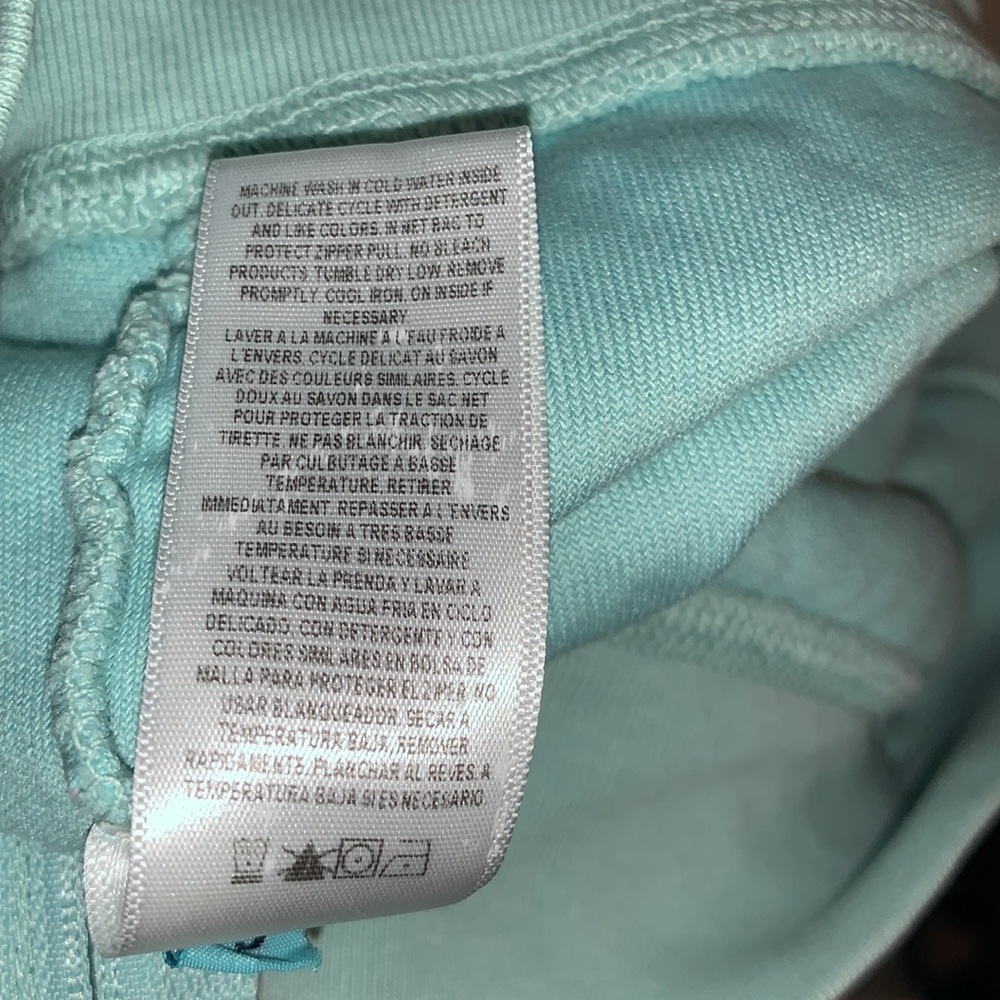 MACHINE WASH IN COLD WATER INSIDE
OUT. DELICATE CYCLE WITH DETERGENT
AND LIKE COLORS. IN NET BAG TO
PROTECT ZIPPER PULL. NO BLEACH
PRODUCTS. TUMBLE DRY LOW. REMOVE
PROMPTLY. COOL IRON. ON INSIDE IF
NECESSARY
LAVER A LA MACHINE A L'EAU FROIDE A
L'ENVERS. CYCLE DELICAT AU SAVON
AVEC DES COULEURS SIMILAIRES. CYCLE
DOUX AU SAVON DANS LE SAC NET
POUR PROTEGER LA TRACTION DE
TIRETTE. NE PAS BLANCHIR. SECHAGE
PAR CULBUTAGE A BASSE
TEMPERATURE. RETIRER
IMMEDIATAMENT. REPASSER A L'ENVERS
AU BESOIN A TRES BASSE
TEMPERATURE SI NECESSAIRE
VOLTEAR LA PRENDA Y LAVAR A
MAQUINA CON AGUA FRIA EN CICLO
DELICADO. CON DETERGENTE Y CON
COLORES SIMILARES EN BOLSA DE
MALLA PARA PROTEGER EL ZIPER. NO
USAR BLANQUEADOR. SECAR A
TEMPERATURA BAJA. REMOVER
RAPIDAMENTE. PLANCHAR AL REVES. A
TEMPERATURA BAJA SI ES NECESARIO